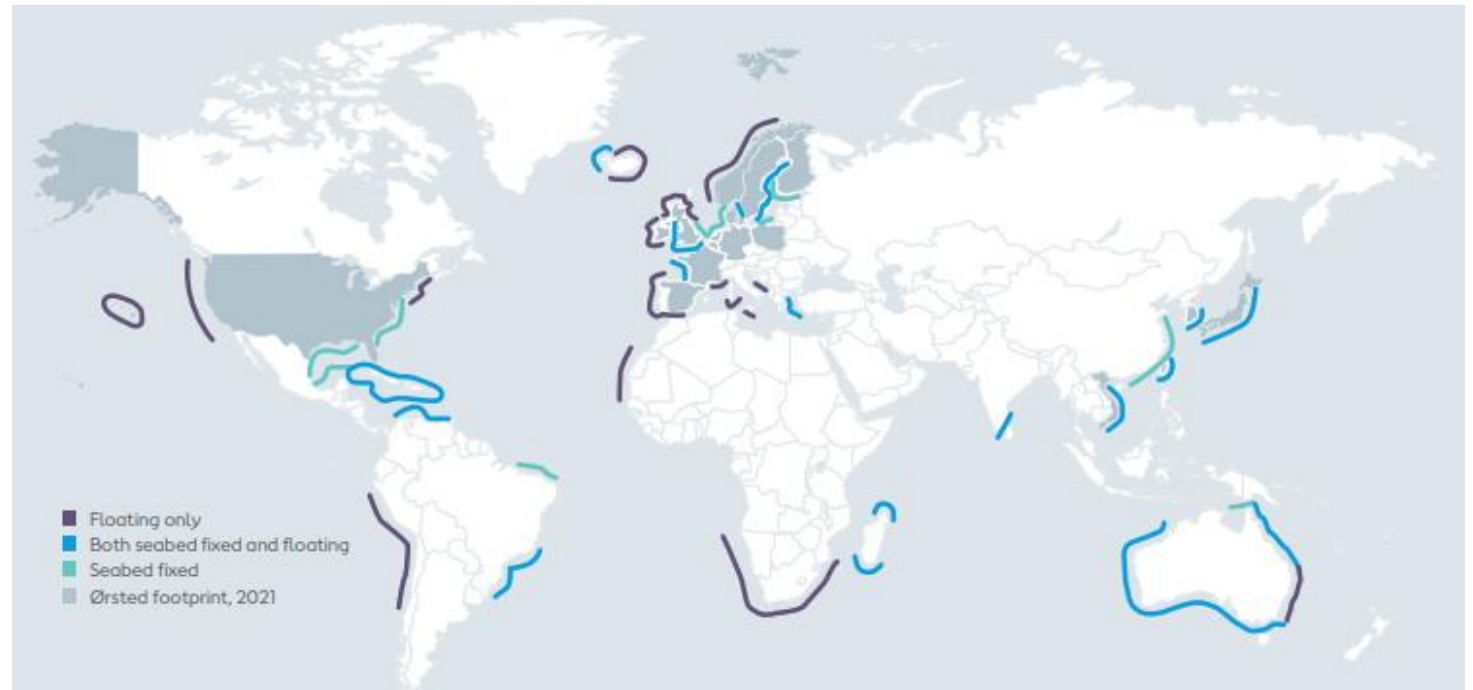 Floating only
Both seabed fixed and floating
Seabed fixed
Ørsted footprint, 2021